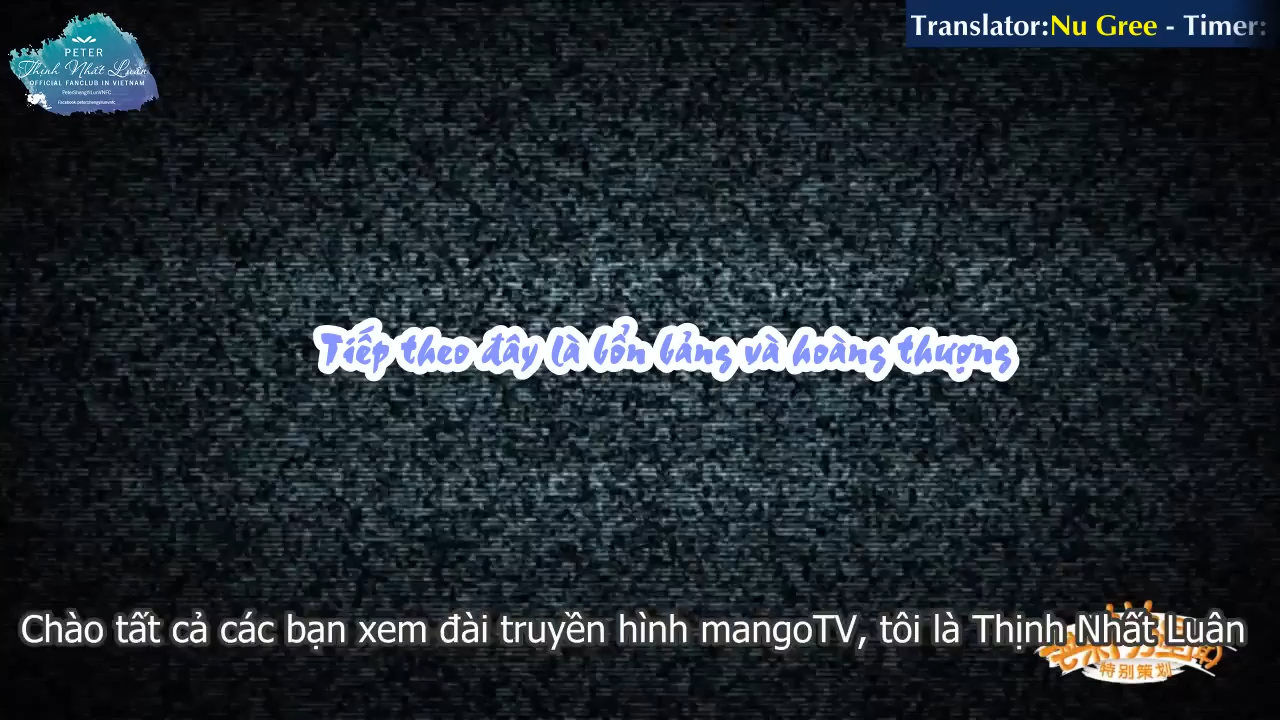 PETER
Thịnh Nhất Luân
OFFICIAL FANCLUB IN VIETNAM
PeterShengYiLunVNFC
Translator:Nu Gree - Timer:
Tiếp theo đây là bổn bảng và hoàng thượng
Chào tất cả các bạn xem đài truyền hình mangoTV, tôi là Thịnh Nhất Luân
特别策划